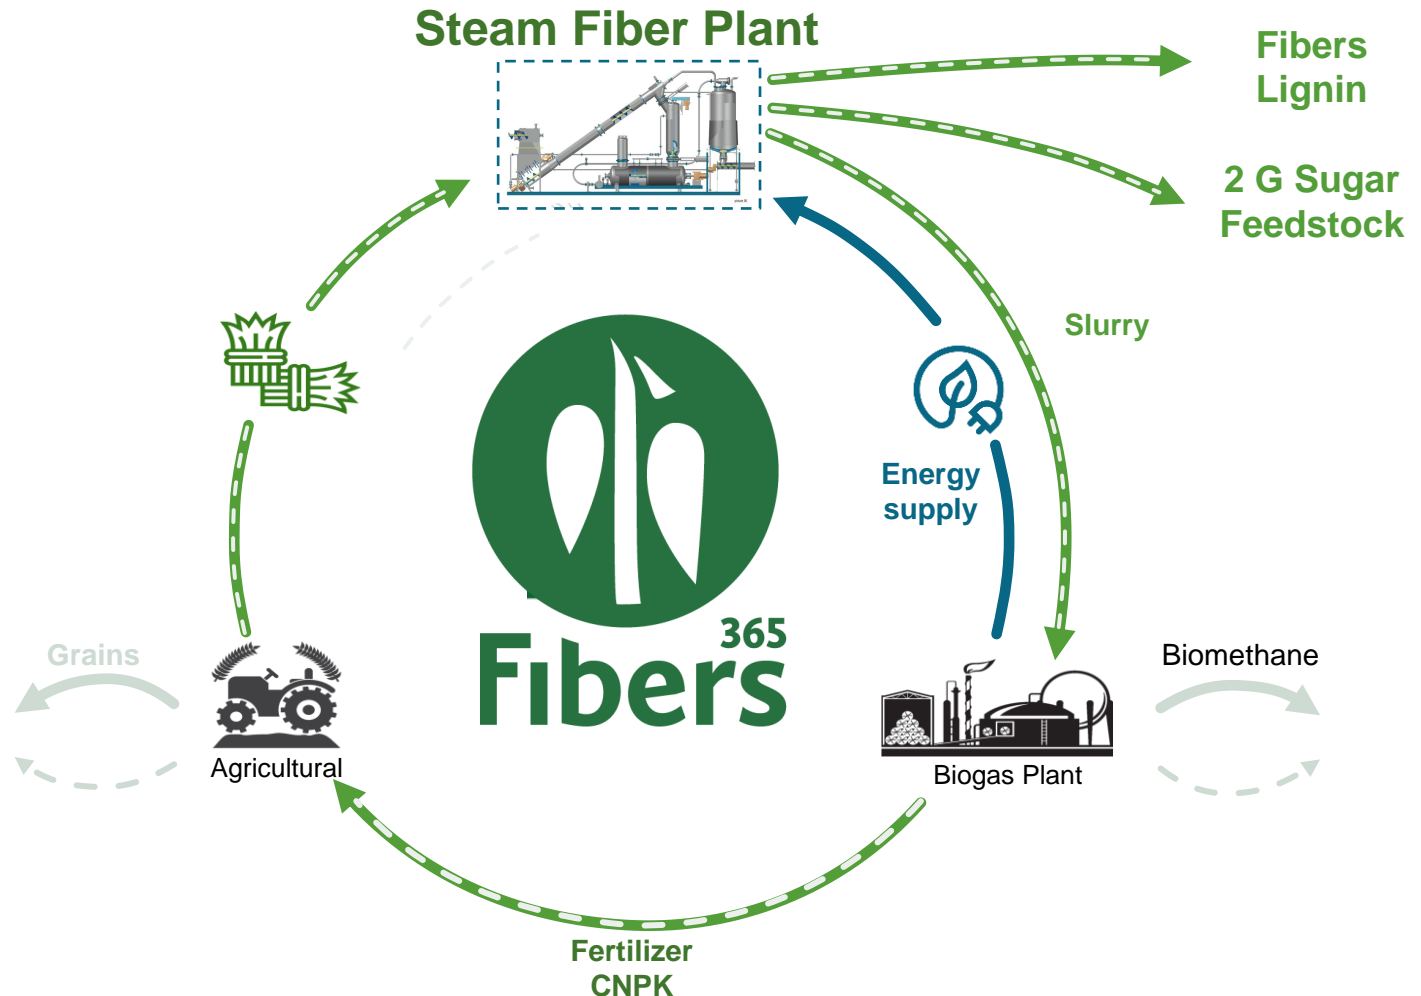 Steam Fiber Plant
Fibers
Lignin
2 G Sugar
Feedstock
Slurry
Energy
supply
365
Fibers
Grains
Agricultural
Biomethane
Biogas Plant
Fertilizer
CNPK